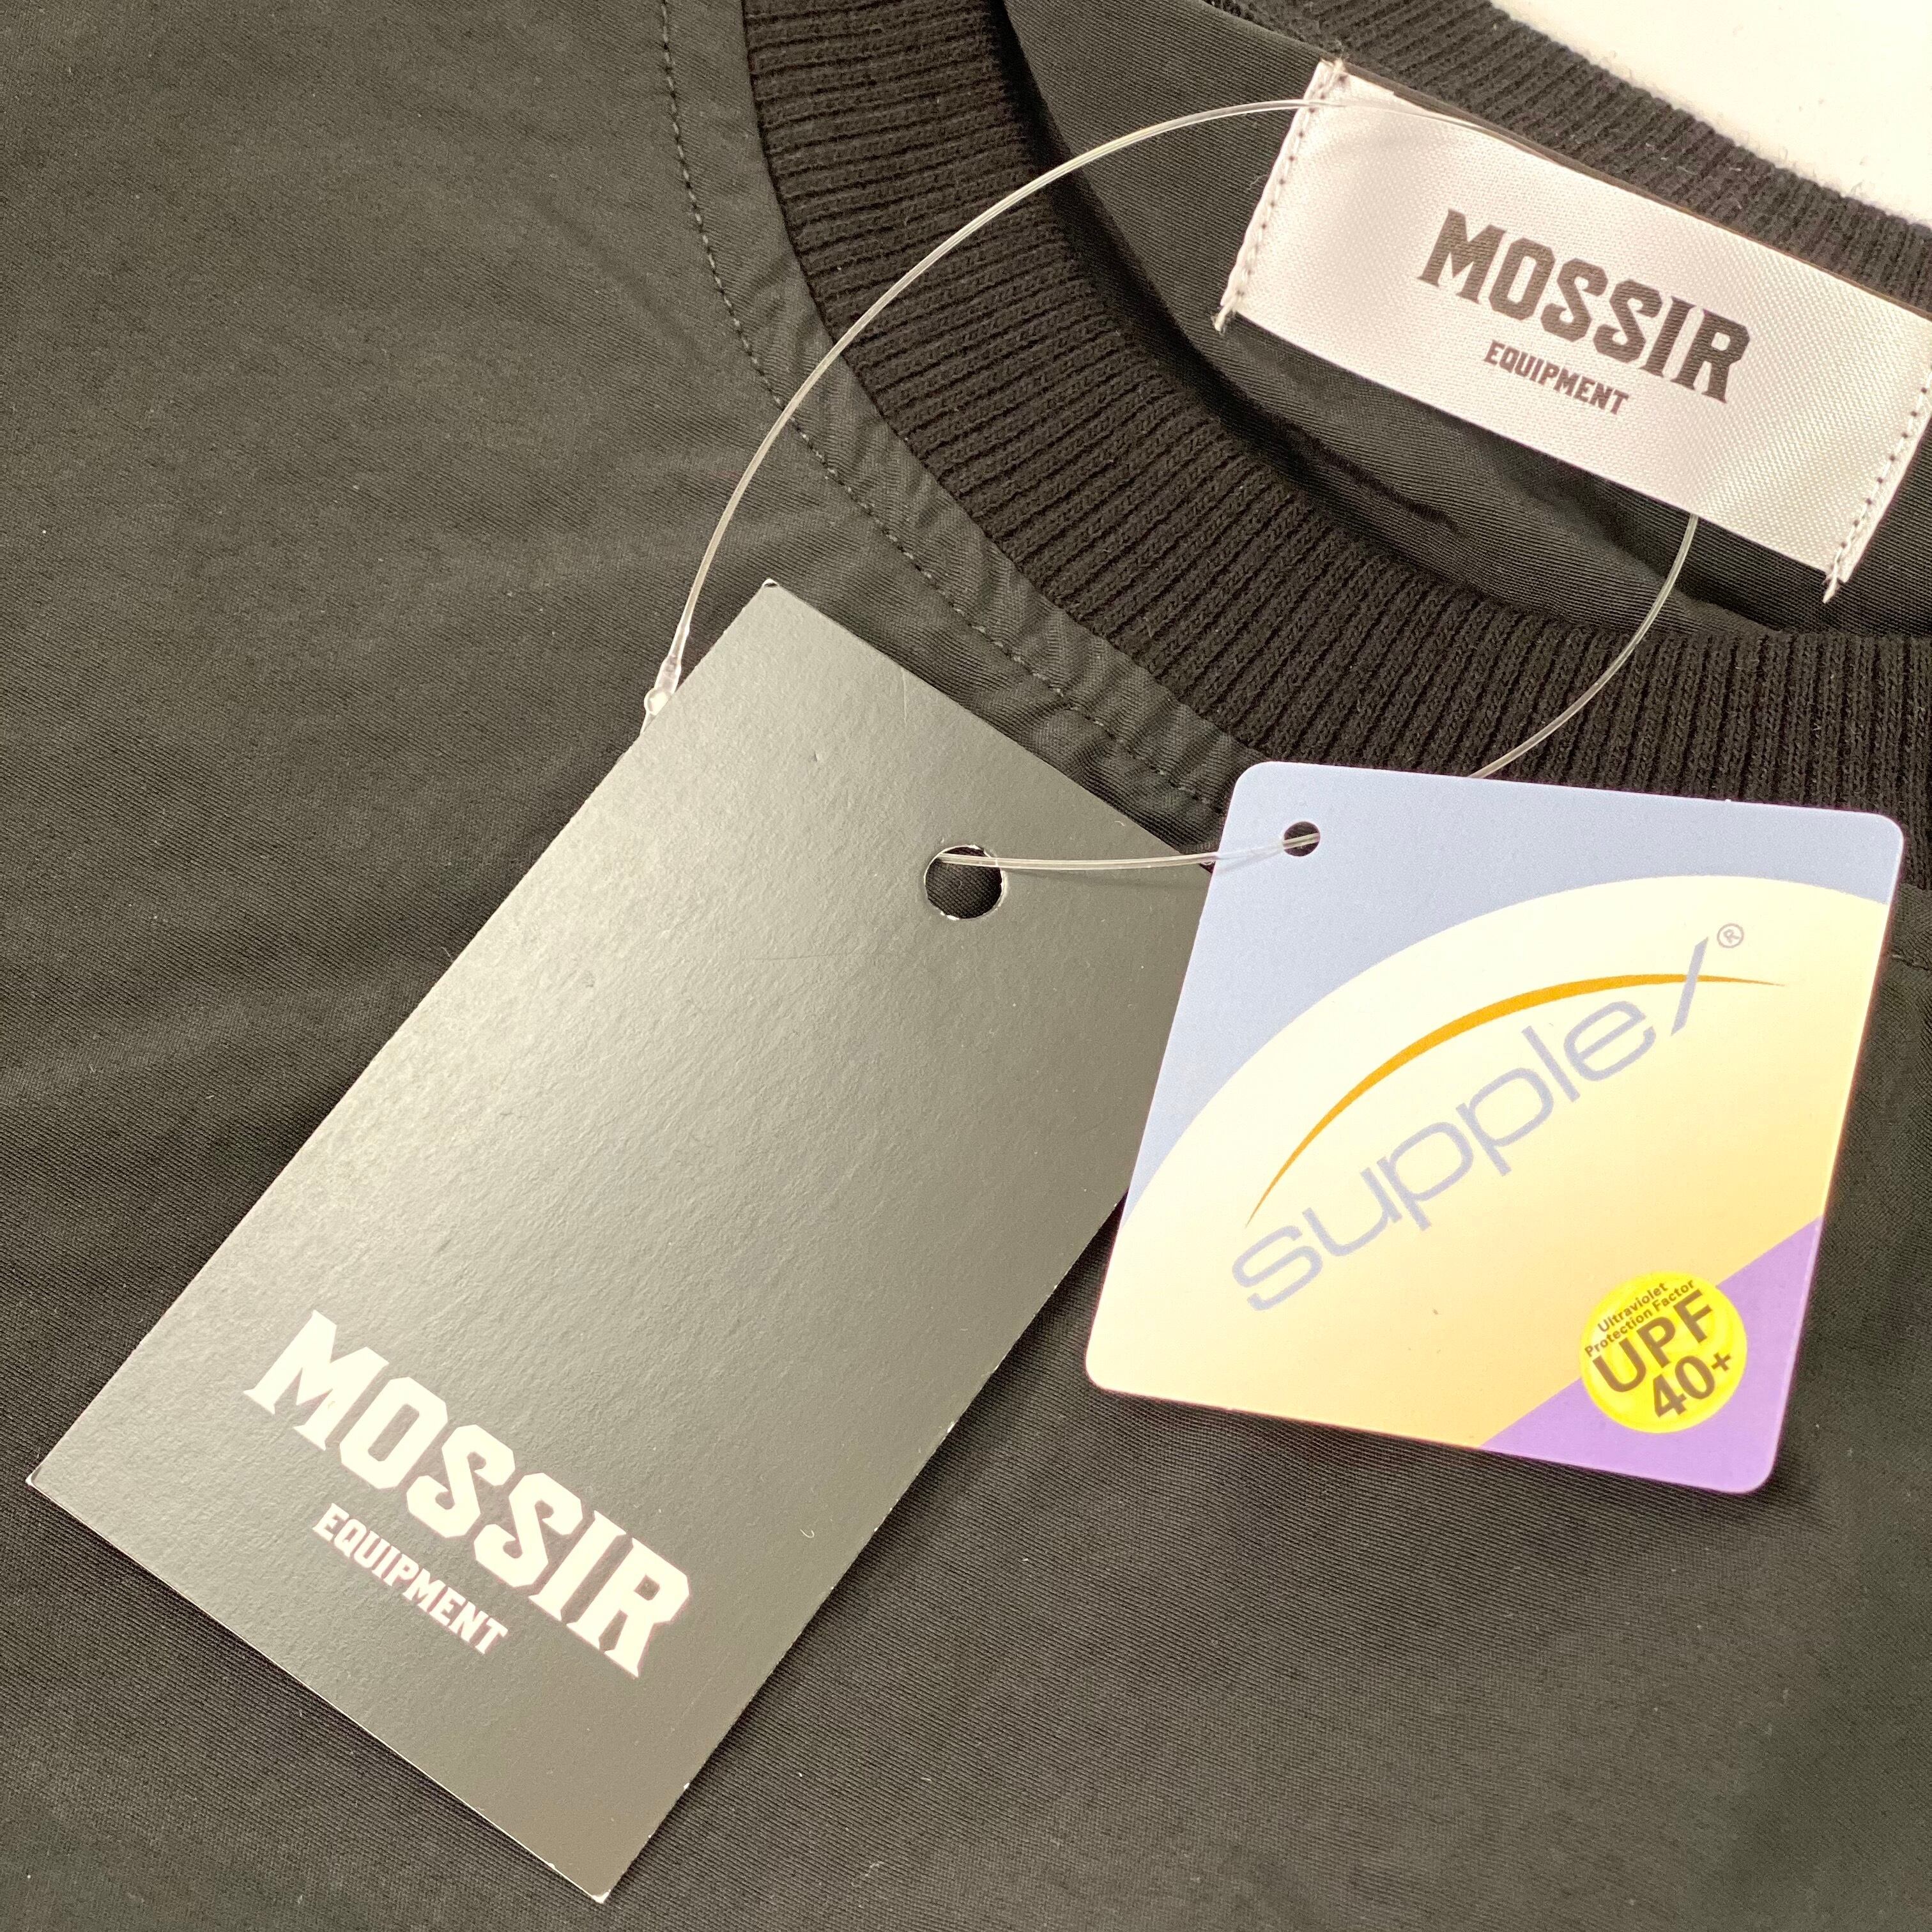 MOSSIR
EQUIPMENT
supplex®
Ultraviolet
Protection Factor
UPF
40+
MOSSIR
EQUIPMENT